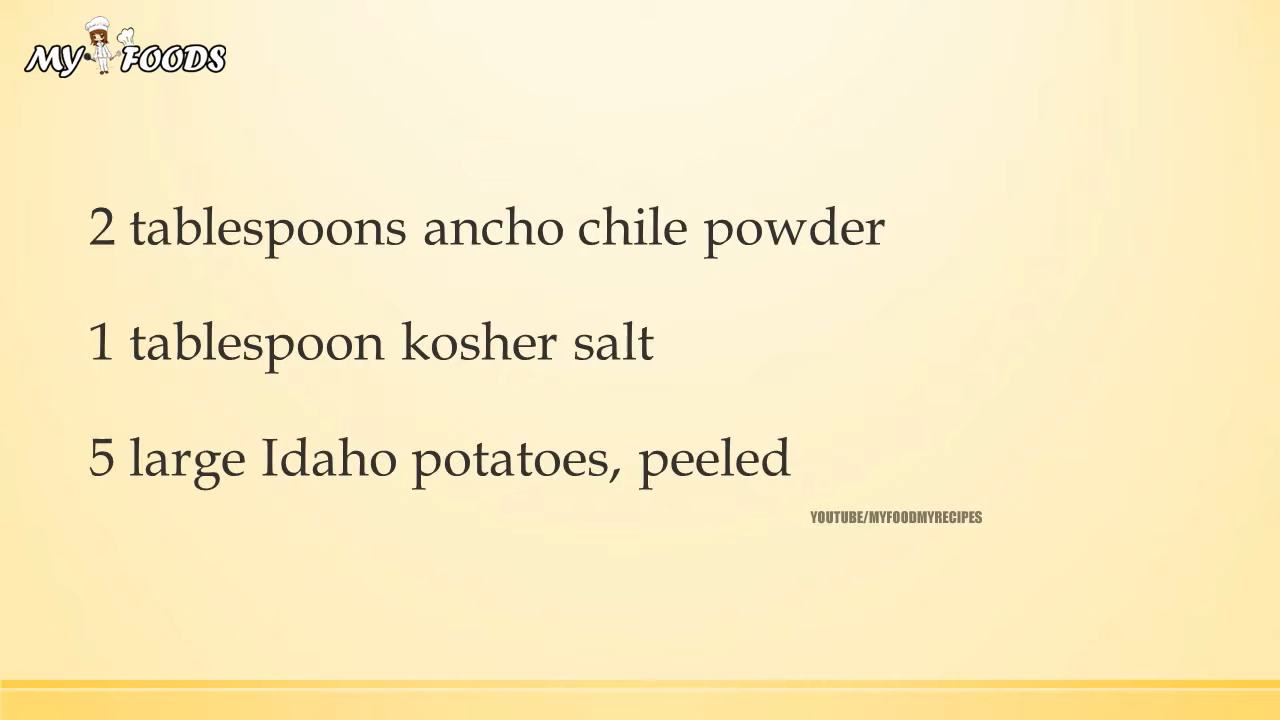 MY FOODS
2 tablespoons ancho chile powder
1 tablespoon kosher salt
5 large Idaho potatoes, peeled
YOUTUBE/MYFOODMYRECIPES